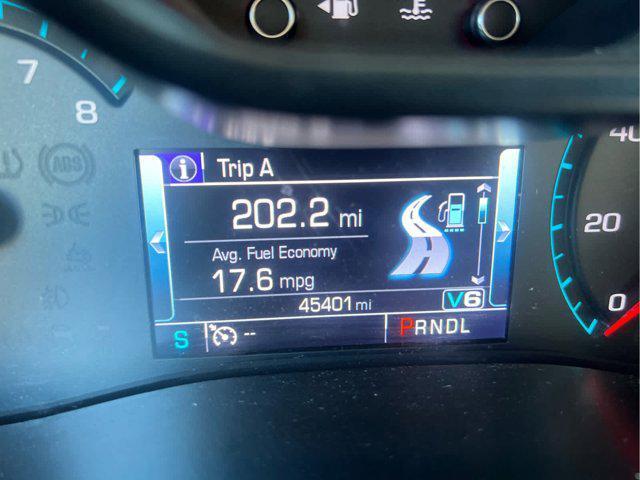 7
8
ABS
Trip A
202.2 mi
Avg. Fuel Economy
17.6 mpg
45401 mi
V6
S
--
PRNDL
40
20
0